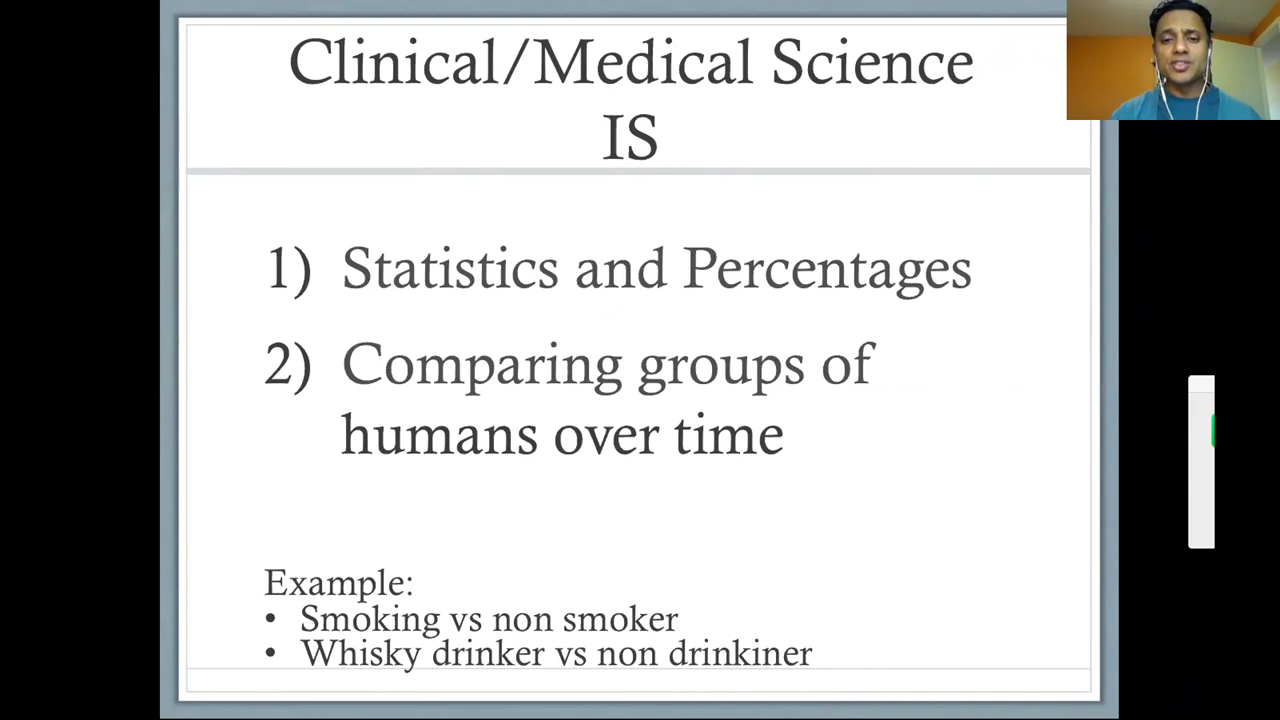 Clinical/Medical Science
IS
1) Statistics and Percentages
2) Comparing groups of
humans over time
Example:
• Smoking vs non smoker
• Whisky drinker vs non drinkiner